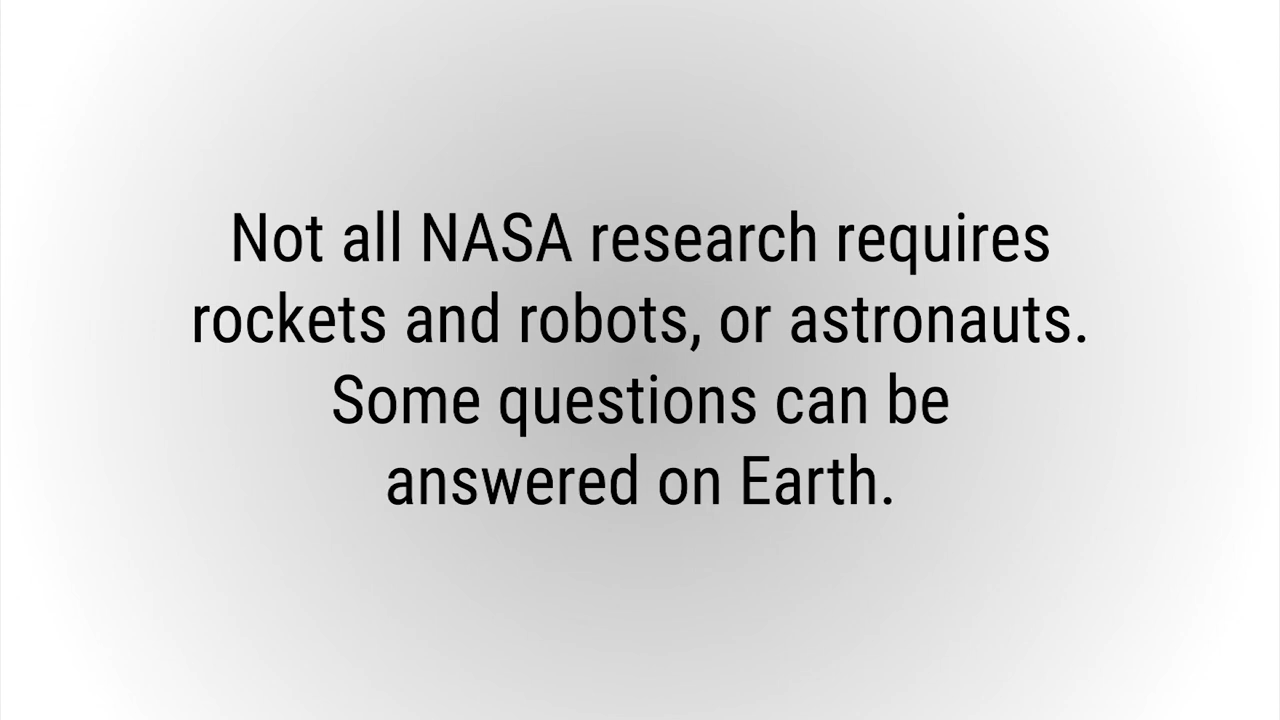 Not all NASA research requires
rockets and robots, or astronauts.
Some questions can be
answered on Earth.